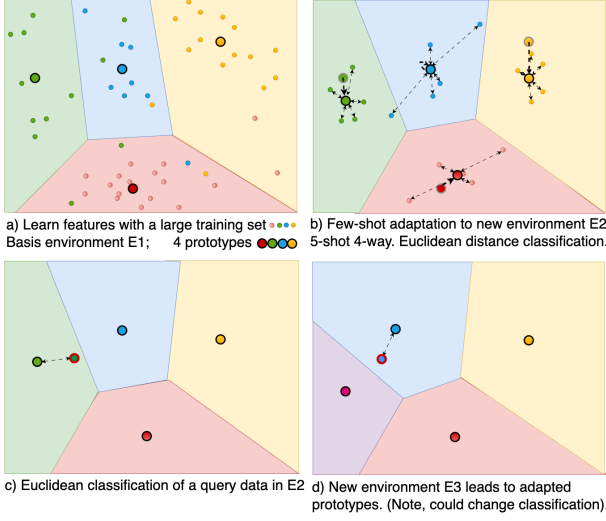 a) Learn features with a large training set
Basis environment E1; 4 prototypes
b) Few-shot adaptation to new environment E2
5-shot 4-way. Euclidean distance classification.
c) Euclidean classification of a query data in E2
d) New environment E3 leads to adapted
prototypes. (Note, could change classification).